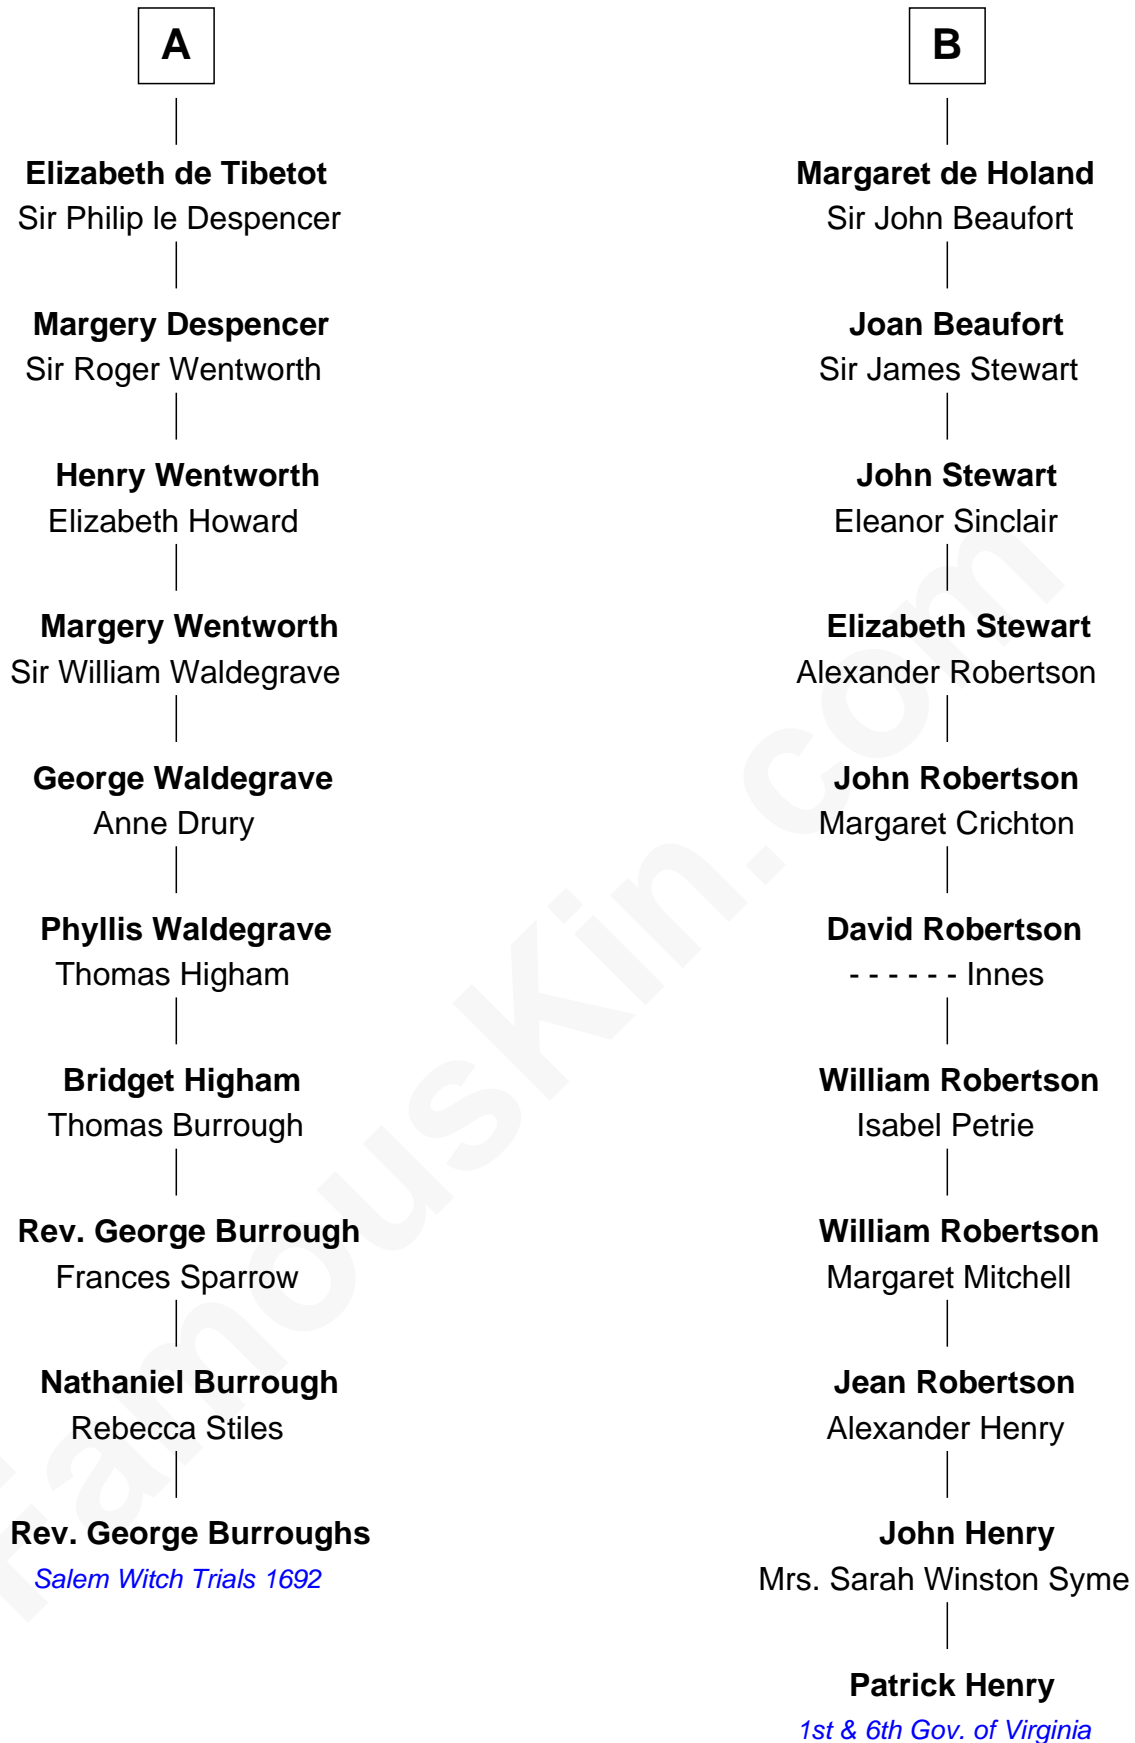 A
Elizabeth de Tibetot
Sir Philip le Despencer
Margery Despencer
Sir Roger Wentworth
Henry Wentworth
Elizabeth Howard
Margery Wentworth
Sir William Waldegrave
George Waldegrave
Anne Drury
Phyllis Waldegrave
Thomas Higham
Bridget Higham
Thomas Burrough
Rev. George Burrough
Frances Sparrow
Nathaniel Burrough
Rebecca Stiles
Rev. George Burroughs
Salem Witch Trials 1692
B
Margaret de Holand
Sir John Beaufort
Joan Beaufort
Sir James Stewart
John Stewart
Eleanor Sinclair
Elizabeth Stewart
Alexander Robertson
John Robertson
Margaret Crichton
David Robertson
- - - - - - Innes
William Robertson
Isabel Petrie
William Robertson
Margaret Mitchell
Jean Robertson
Alexander Henry
John Henry
Mrs. Sarah Winston Syme
Patrick Henry
1st & 6th Gov. of Virginia
FamousKin.com